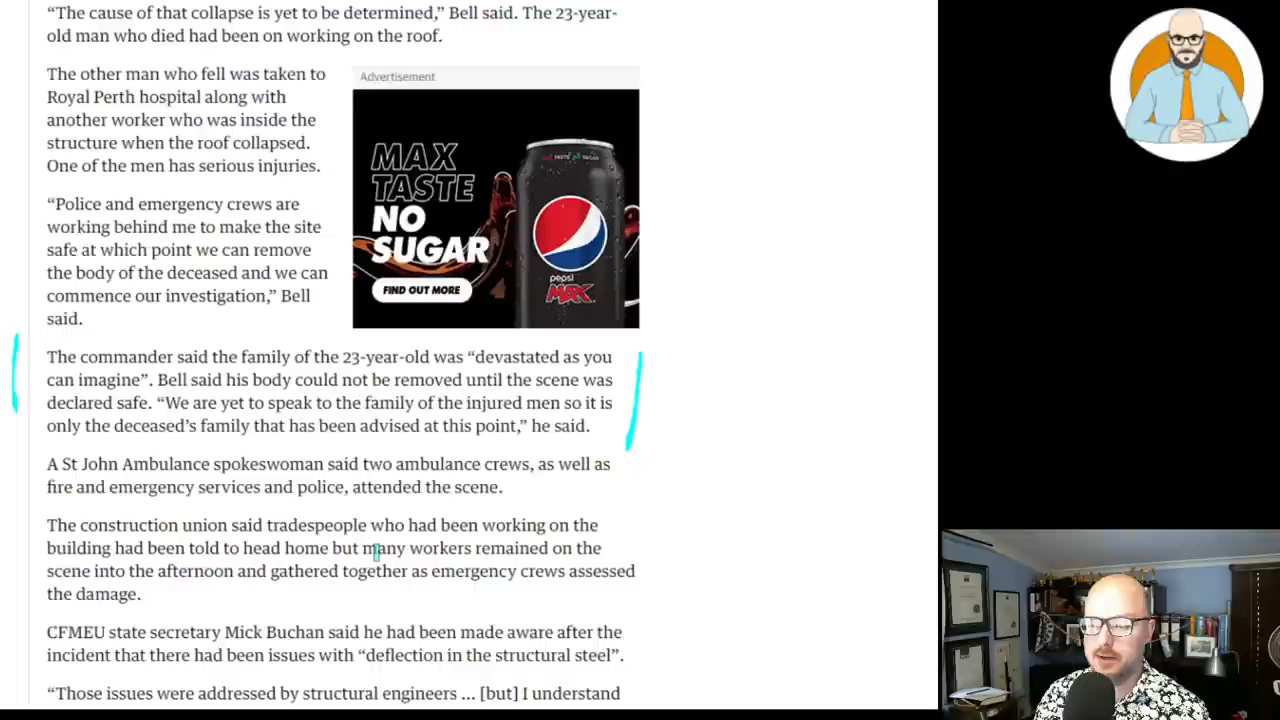 “The cause of that collapse is yet to be determined,” Bell said. The 23-year-
old man who died had been on working on the roof.
The other man who fell was taken to
Royal Perth hospital along with
another worker who was inside the
structure when the roof collapsed.
One of the men has serious injuries.
“Police and emergency crews are
working behind me to make the site
safe at which point we can remove
the body of the deceased and we can
commence our investigation,” Bell
said.
Advertisement
MAX
TASTE
NO
SUGAR
FIND OUT MORE
pepsi
MAX
The commander said the family of the 23-year-old was “devastated as you
can imagine”. Bell said his body could not be removed until the scene was
declared safe. “We are yet to speak to the family of the injured men so it is
only the deceased’s family that has been advised at this point,” he said.
A St John Ambulance spokeswoman said two ambulance crews, as well as
fire and emergency services and police, attended the scene.
The construction union said tradespeople who had been working on the
building had been told to head home but many workers remained on the
scene into the afternoon and gathered together as emergency crews assessed
the damage.
CFMEU state secretary Mick Buchan said he had been made aware after the
incident that there had been issues with “deflection in the structural steel”.
“Those issues were addressed by structural engineers ... [but] I understand